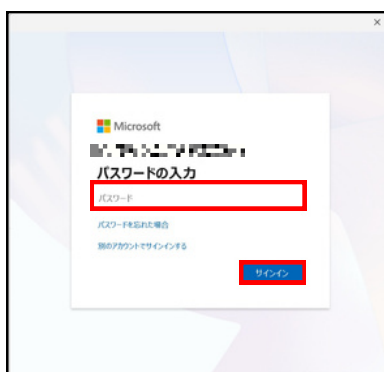 Microsoft
パスワードの入力
パスワード
パスワードを忘れた場合
別のアカウントでサインインする
サインイン